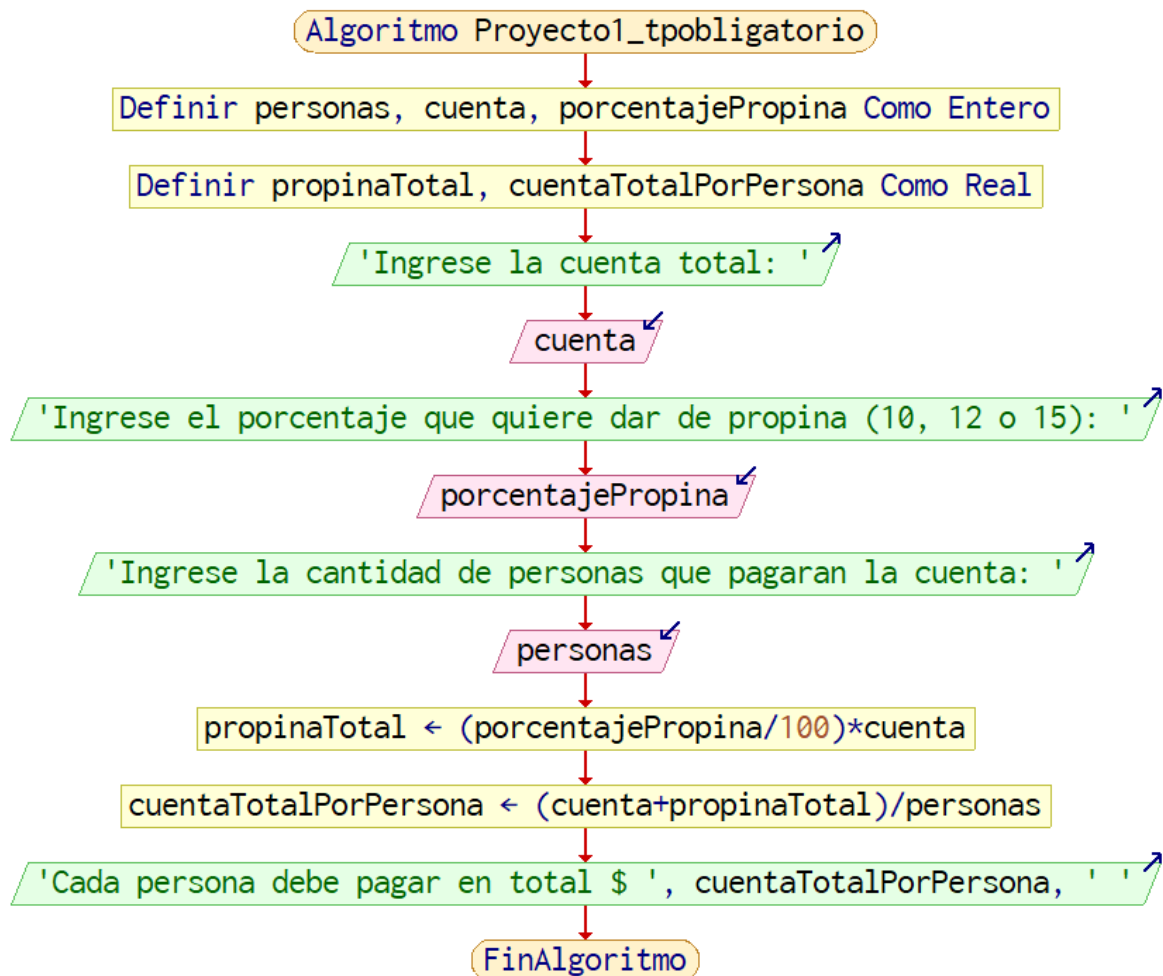 Algoritmo Proyecto1_tpobligatorio
Definir personas, cuenta, porcentajePropina Como Entero
Definir propinaTotal, cuentaTotalPorPersona Como Real
'Ingrese la cuenta total: '
cuenta
'Ingrese el porcentaje que quiere dar de propina (10, 12 o 15): '
porcentajePropina
'Ingrese la cantidad de personas que pagaran la cuenta: '
personas
propinaTotal ← (porcentajePropina/100)*cuenta
cuentaTotalPorPersona ← (cuenta+propinaTotal)/personas
'Cada persona debe pagar en total $ ', cuentaTotalPorPersona, ' '
FinAlgoritmo